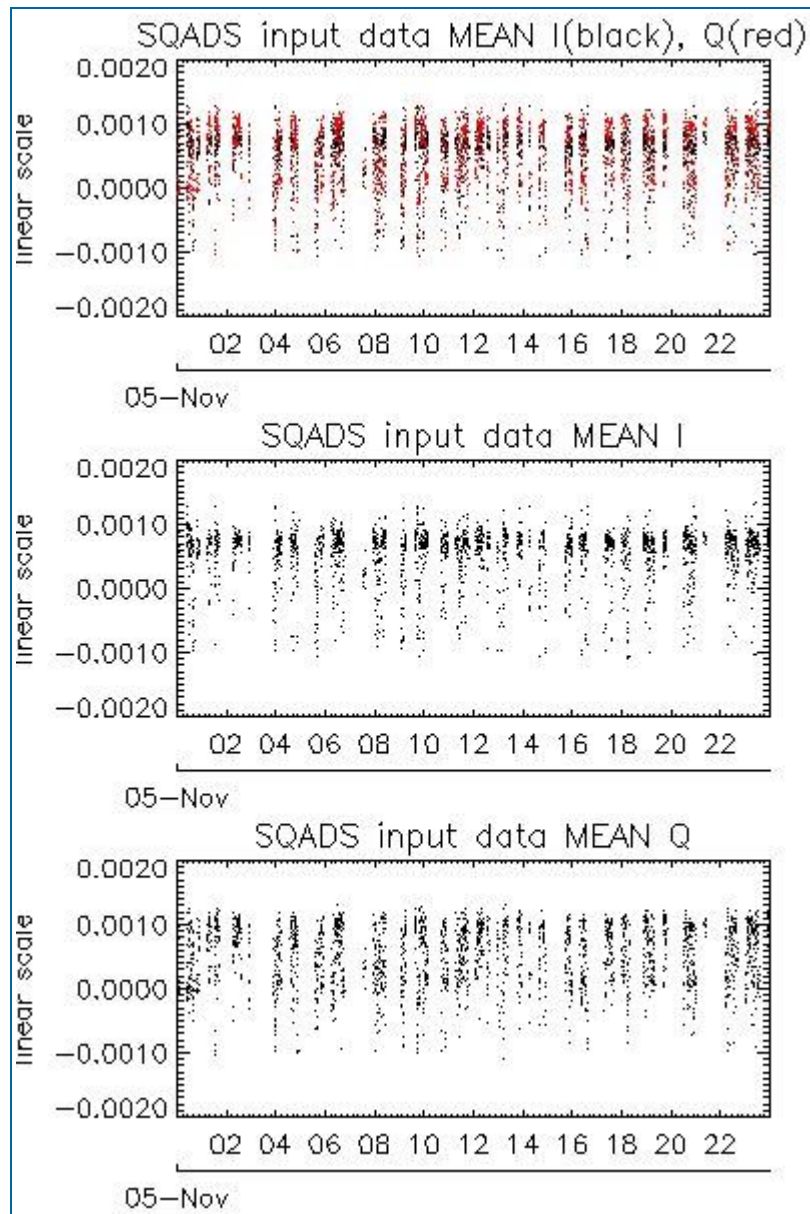 SQADS input data MEAN I(black), Q(red)
0.0020
0.0010
0.0000
−0.0010
−0.0020
linear scale
02 04 06 08 10 12 14 16 18 20 22
05−Nov
SQADS input data MEAN I
0.0020
0.0010
0.0000
−0.0010
−0.0020
linear scale
02 04 06 08 10 12 14 16 18 20 22
05−Nov
SQADS input data MEAN Q
0.0020
0.0010
0.0000
−0.0010
−0.0020
linear scale
02 04 06 08 10 12 14 16 18 20 22
05−Nov